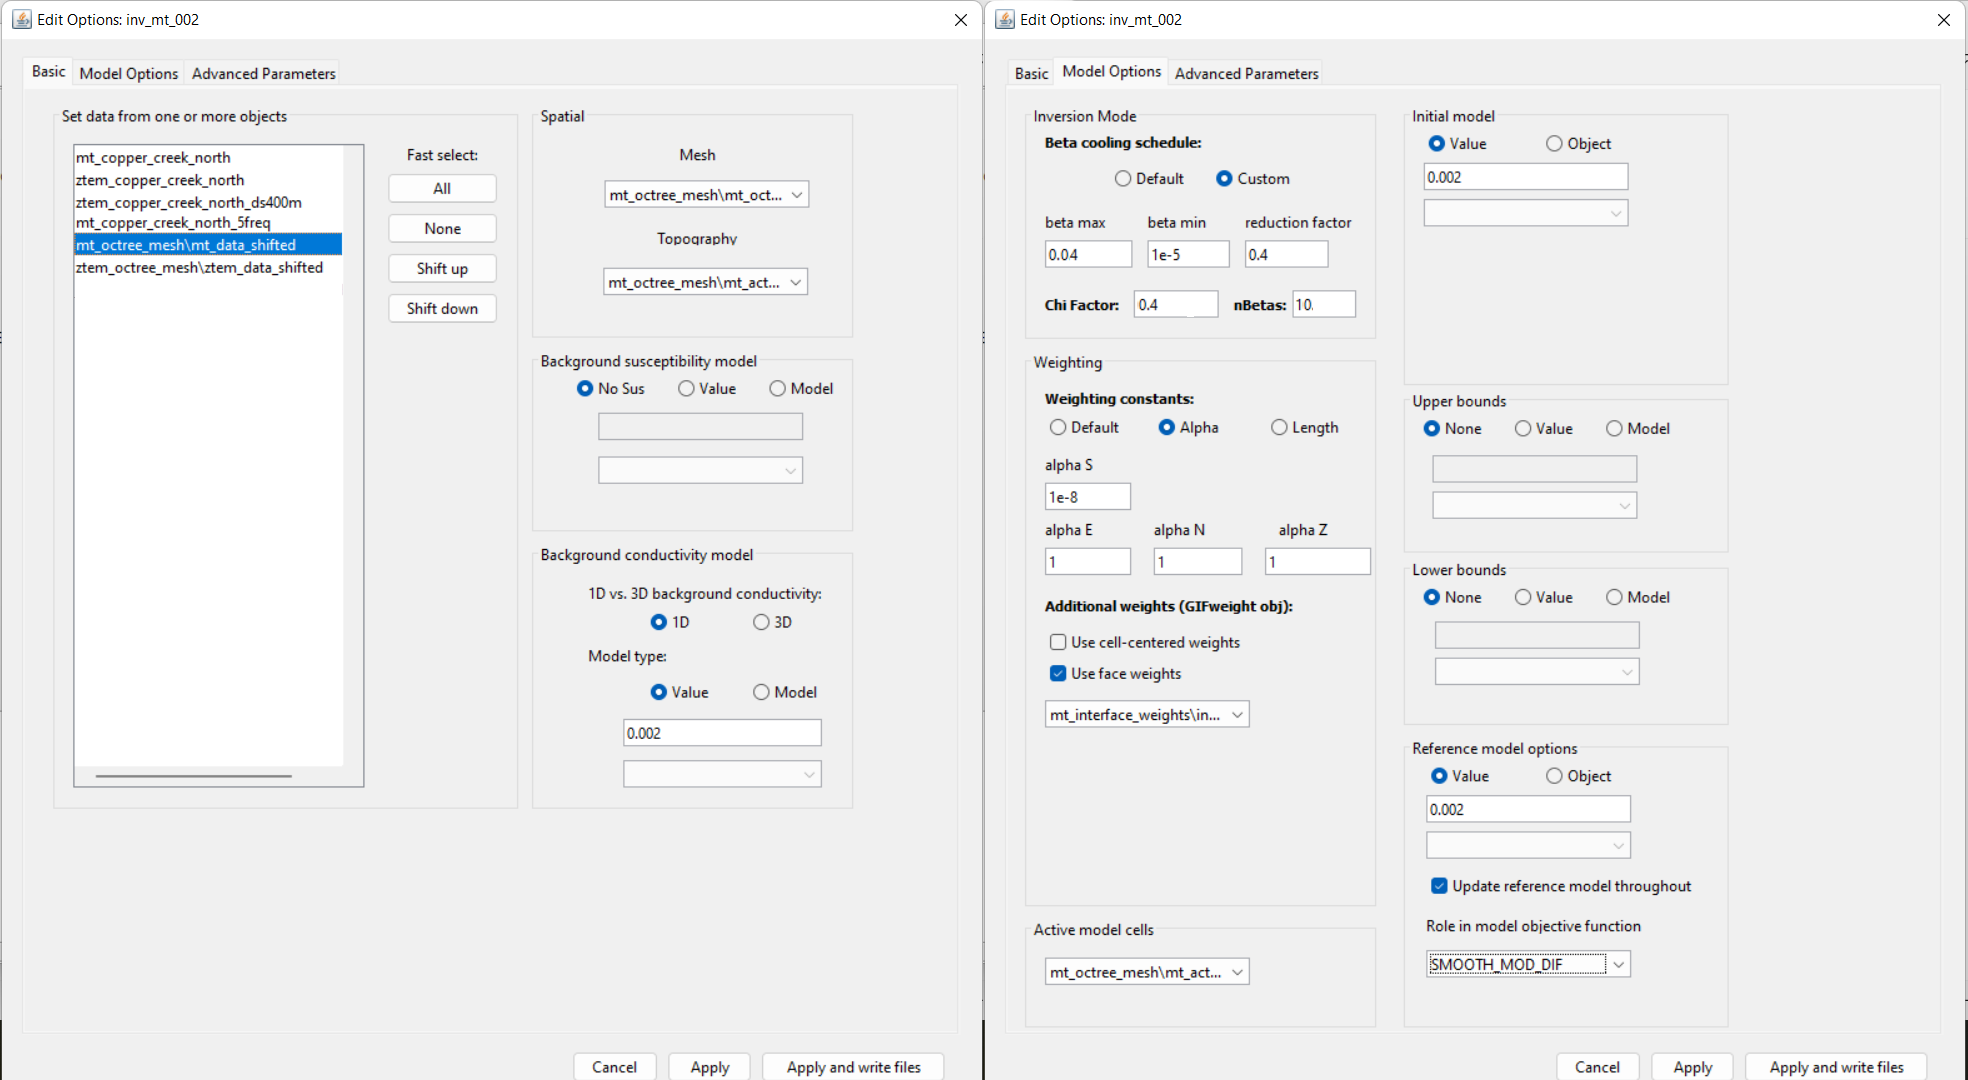 Edit Options: inv_mt_002
Basic
Model Options
Advanced Parameters
Set data from one or more objects
mt_copper_creek_north
ztem_copper_creek_north
ztem_copper_creek_north_ds400m
mt_copper_creek_north_5freq
mt_octree_mesh\mt_data_shifted
ztem_octree_mesh\ztem_data_shifted
Fast select:
All
None
Shift up
Shift down
Spatial
Mesh
mt_octree_mesh\mt_oct...
Topography
mt_octree_mesh\mt_act...
Background susceptibility model
No Sus Value Model
Background conductivity model
1D vs. 3D background conductivity:
1D 3D
Model type:
Value Model
0.002
Cancel Apply Apply and write files
Edit Options: inv_mt_002
Basic
Model Options
Advanced Parameters
Inversion Mode
Beta cooling schedule:
Default Custom
beta max beta min reduction factor
0.04 1e-5 0.4
Chi Factor: 0.4 nBetas: 10.
Weighting
Weighting constants:
Default Alpha Length
alpha S
1e-8
alpha E alpha N alpha Z
1 1 1
Additional weights (GIFweight obj):
Use cell-centered weights
Use face weights
mt_interface_weights\in...
Active model cells
mt_octree_mesh\mt_act...
Initial model
Value Object
0.002
Upper bounds
None Value Model
Lower bounds
None Value Model
Reference model options
Value Object
0.002
Update reference model throughout
Role in model objective function
SMOOTH_MOD_DIF
Cancel Apply Apply and write files